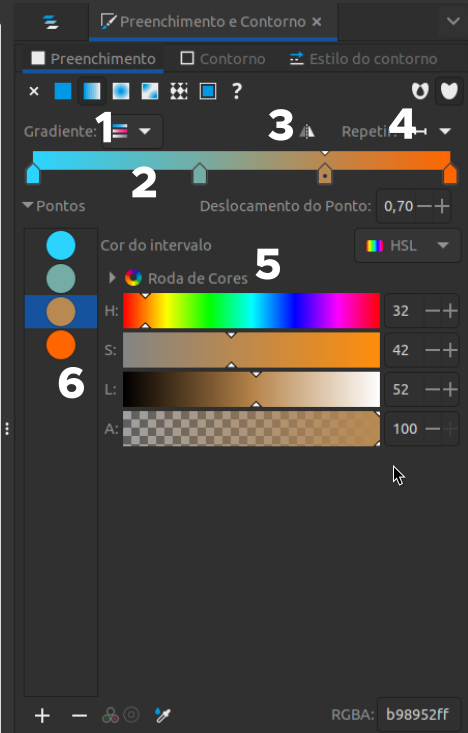 Preenchimento e Contorno ×
Preenchimento Contorno Estilo do contorno
× ?
1 3 4
Gradiente: Repetir:
2
Pontos Deslocamento do Ponto: 0,70 − +
Cor do intervalo HSL
5
Roda de Cores
H: 32 − +
S: 42 − +
6
L: 52 − +
A: 100 − +
+ − RGBA: b98952ff